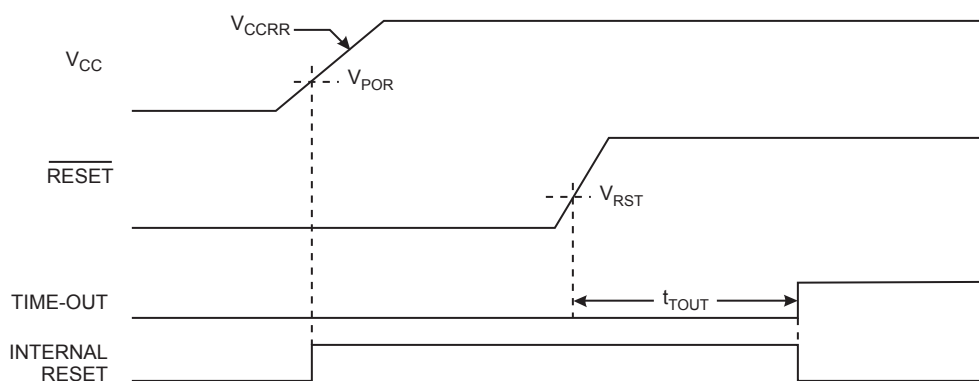 V_CCRR
V_CC
V_POR
RESET
V_RST
TIME-OUT
t_TOUT
INTERNAL
RESET